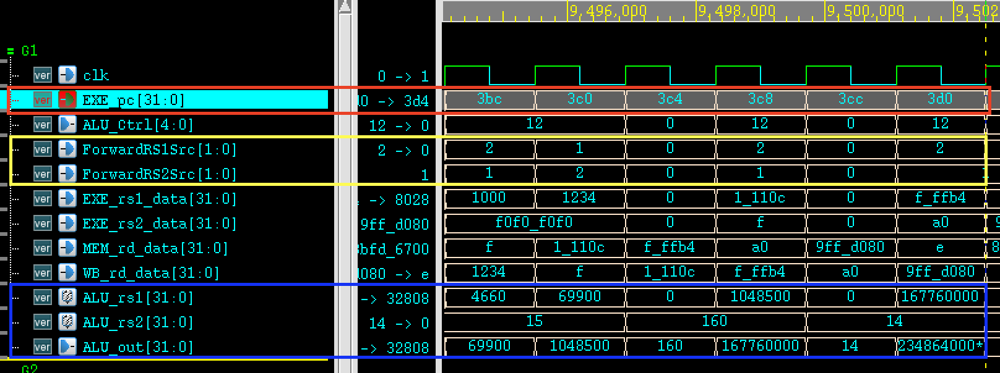 9,496,000 9,498,000 9,500,000 9,502
G1
ver clk 0 -> 1
ver EXE_pc[31:0] d0 -> 3d4 3bc 3c0 3c4 3c8 3cc 3d0
ver ALU_Ctrl[4:0] 12 -> 0 12 0 12 0 12
ver ForwardRS1Src[1:0] 2 -> 0 2 1 0 2 0 2
ver ForwardRS2Src[1:0] 1 1 2 0 1 0 1
ver EXE_rs1_data[31:0] -> 8028 1000 1234 0 1_110c 0 f_ffb4
ver EXE_rs2_data[31:0] 9ff_d080 f0f0_f0f0 0 f 0 a0 9
ver MEM_rd_data[31:0] bfd_6700 f 1_110c f_ffb4 a0 9ff_d080 e 8
ver WB_rd_data[31:0] d080 -> e 1234 f 1_110c f_ffb4 a0 9ff_d080
ver ALU_rs1[31:0] -> 32808 4660 69900 0 1048500 0 167760000
ver ALU_rs2[31:0] 14 -> 0 15 160 14
ver ALU_out[31:0] -> 32808 69900 1048500 160 167760000 14 234864000*
G2